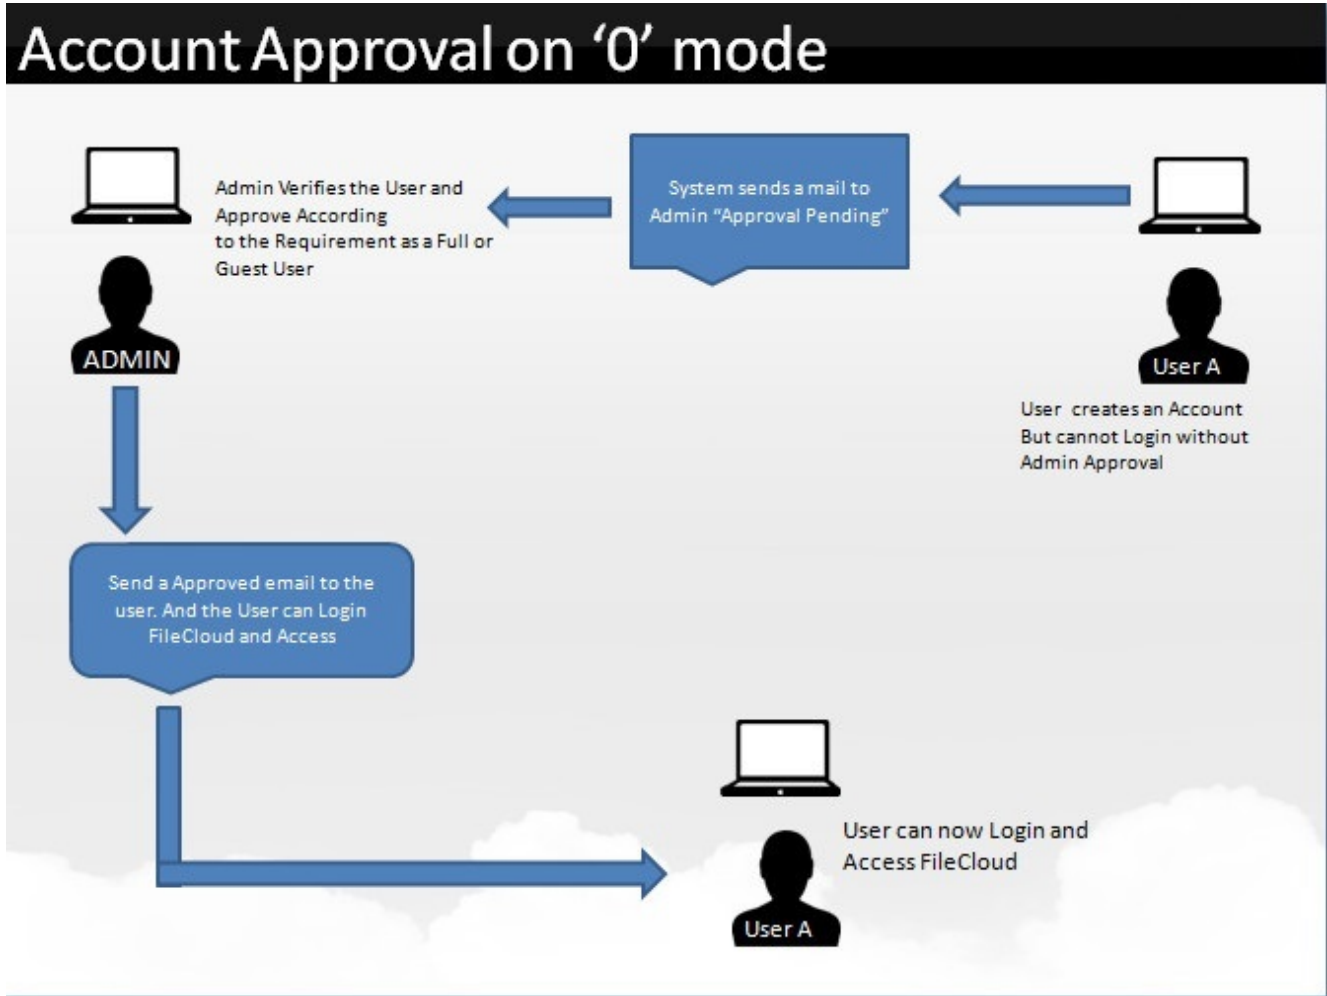 Account Approval on ‘0’ mode
Admin Verifies the User and
Approve According
to the Requirement as a Full or
Guest User
System sends a mail to
Admin “Approval Pending”
ADMIN
User A
User creates an Account
But cannot Login without
Admin Approval
Send a Approved email to the
user. And the User can Login
FileCloud and Access
User can now Login and
Access FileCloud
User A